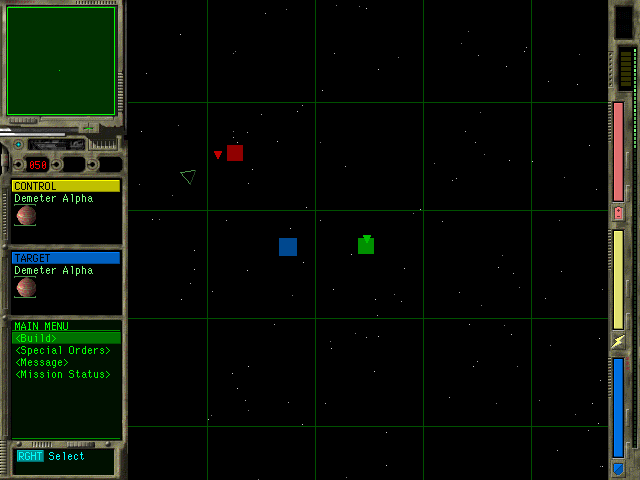 050
CONTROL
Demeter Alpha
TARGET
Demeter Alpha
MAIN MENU
<Build>
<Special Orders>
<Message>
<Mission Status>
RGHT Select